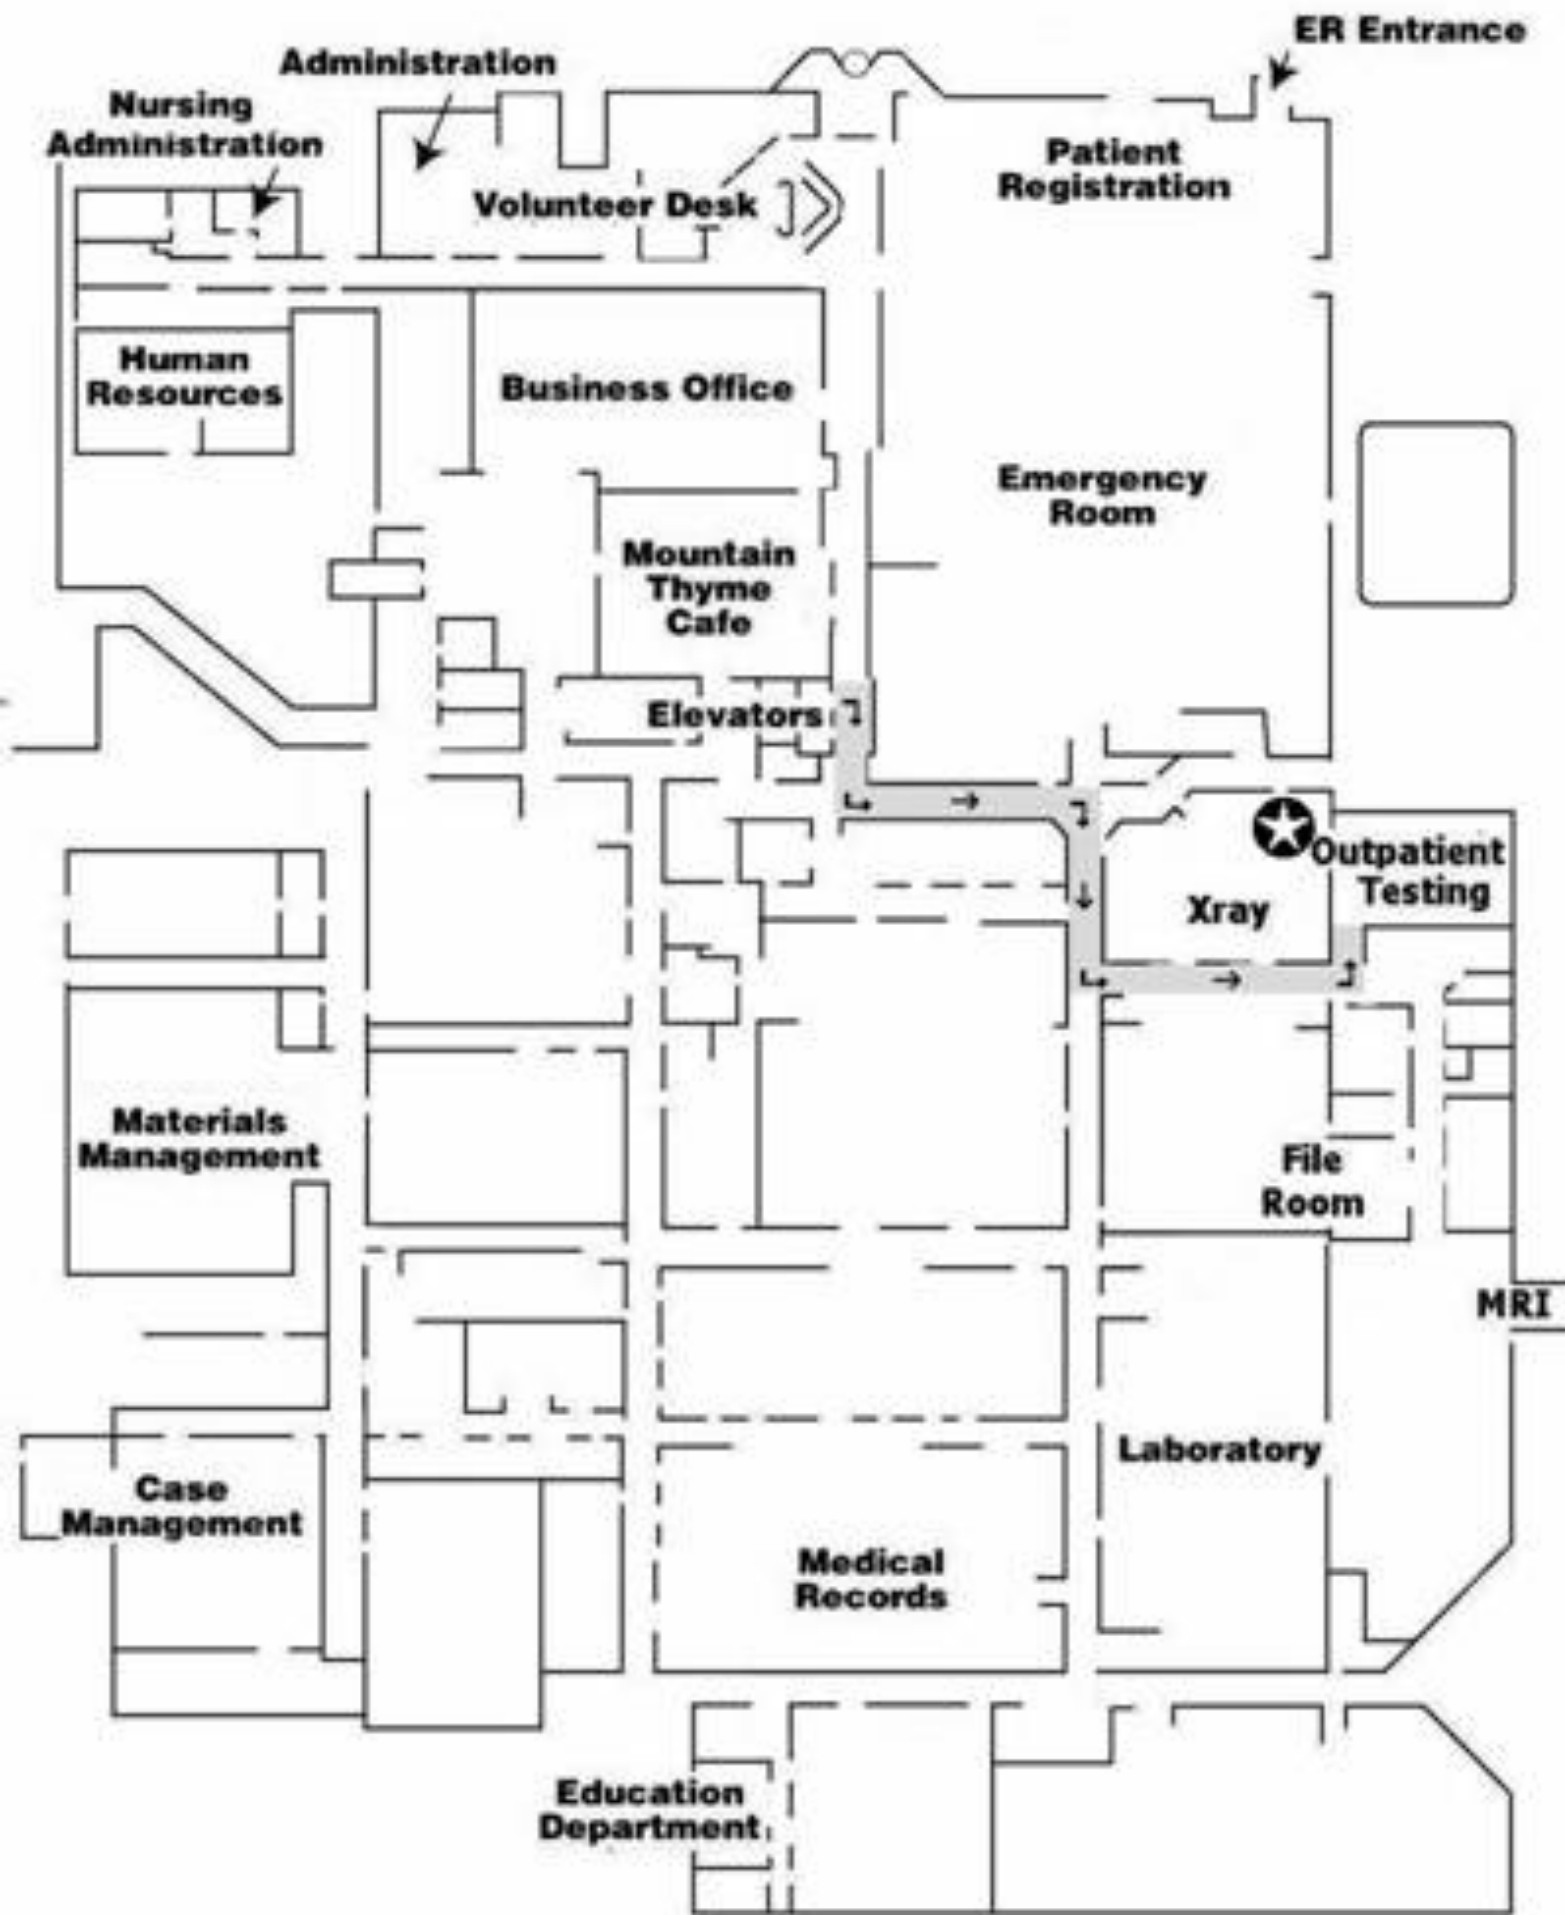 ER Entrance
Administration
Nursing
Administration
Patient
Registration
Volunteer Desk
Human
Resources
Business Office
Emergency
Room
Mountain
Thyme
Cafe
Elevators
Outpatient
Testing
Xray
Materials
Management
File
Room
MRI
Laboratory
Case
Management
Medical
Records
Education
Department